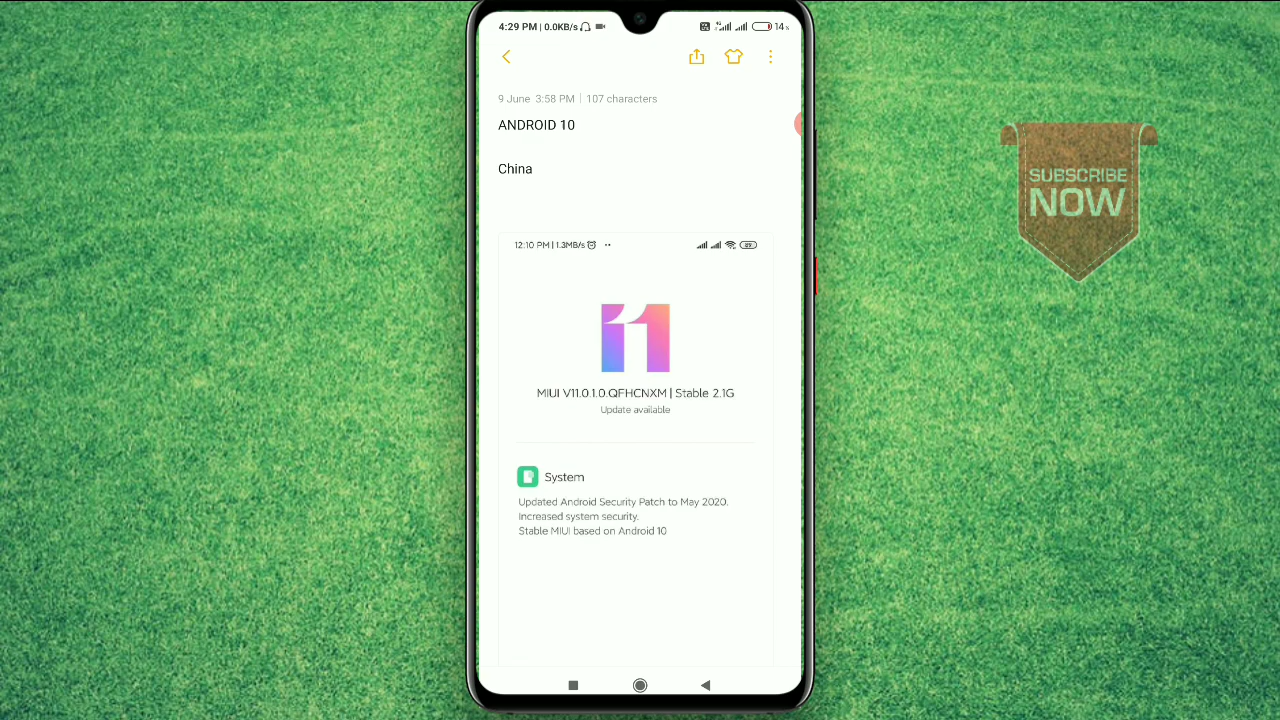 4:29 PM | 0.0KB/s
14%
9 June 3:58 PM | 107 characters
ANDROID 10
China
12:10 PM | 1.3MB/s
89
11
MIUI V11.0.1.0.QFHCNXM | Stable 2.1G
Update available
System
Updated Android Security Patch to May 2020.
Increased system security.
Stable MIUI based on Android 10
SUBSCRIBE
NOW